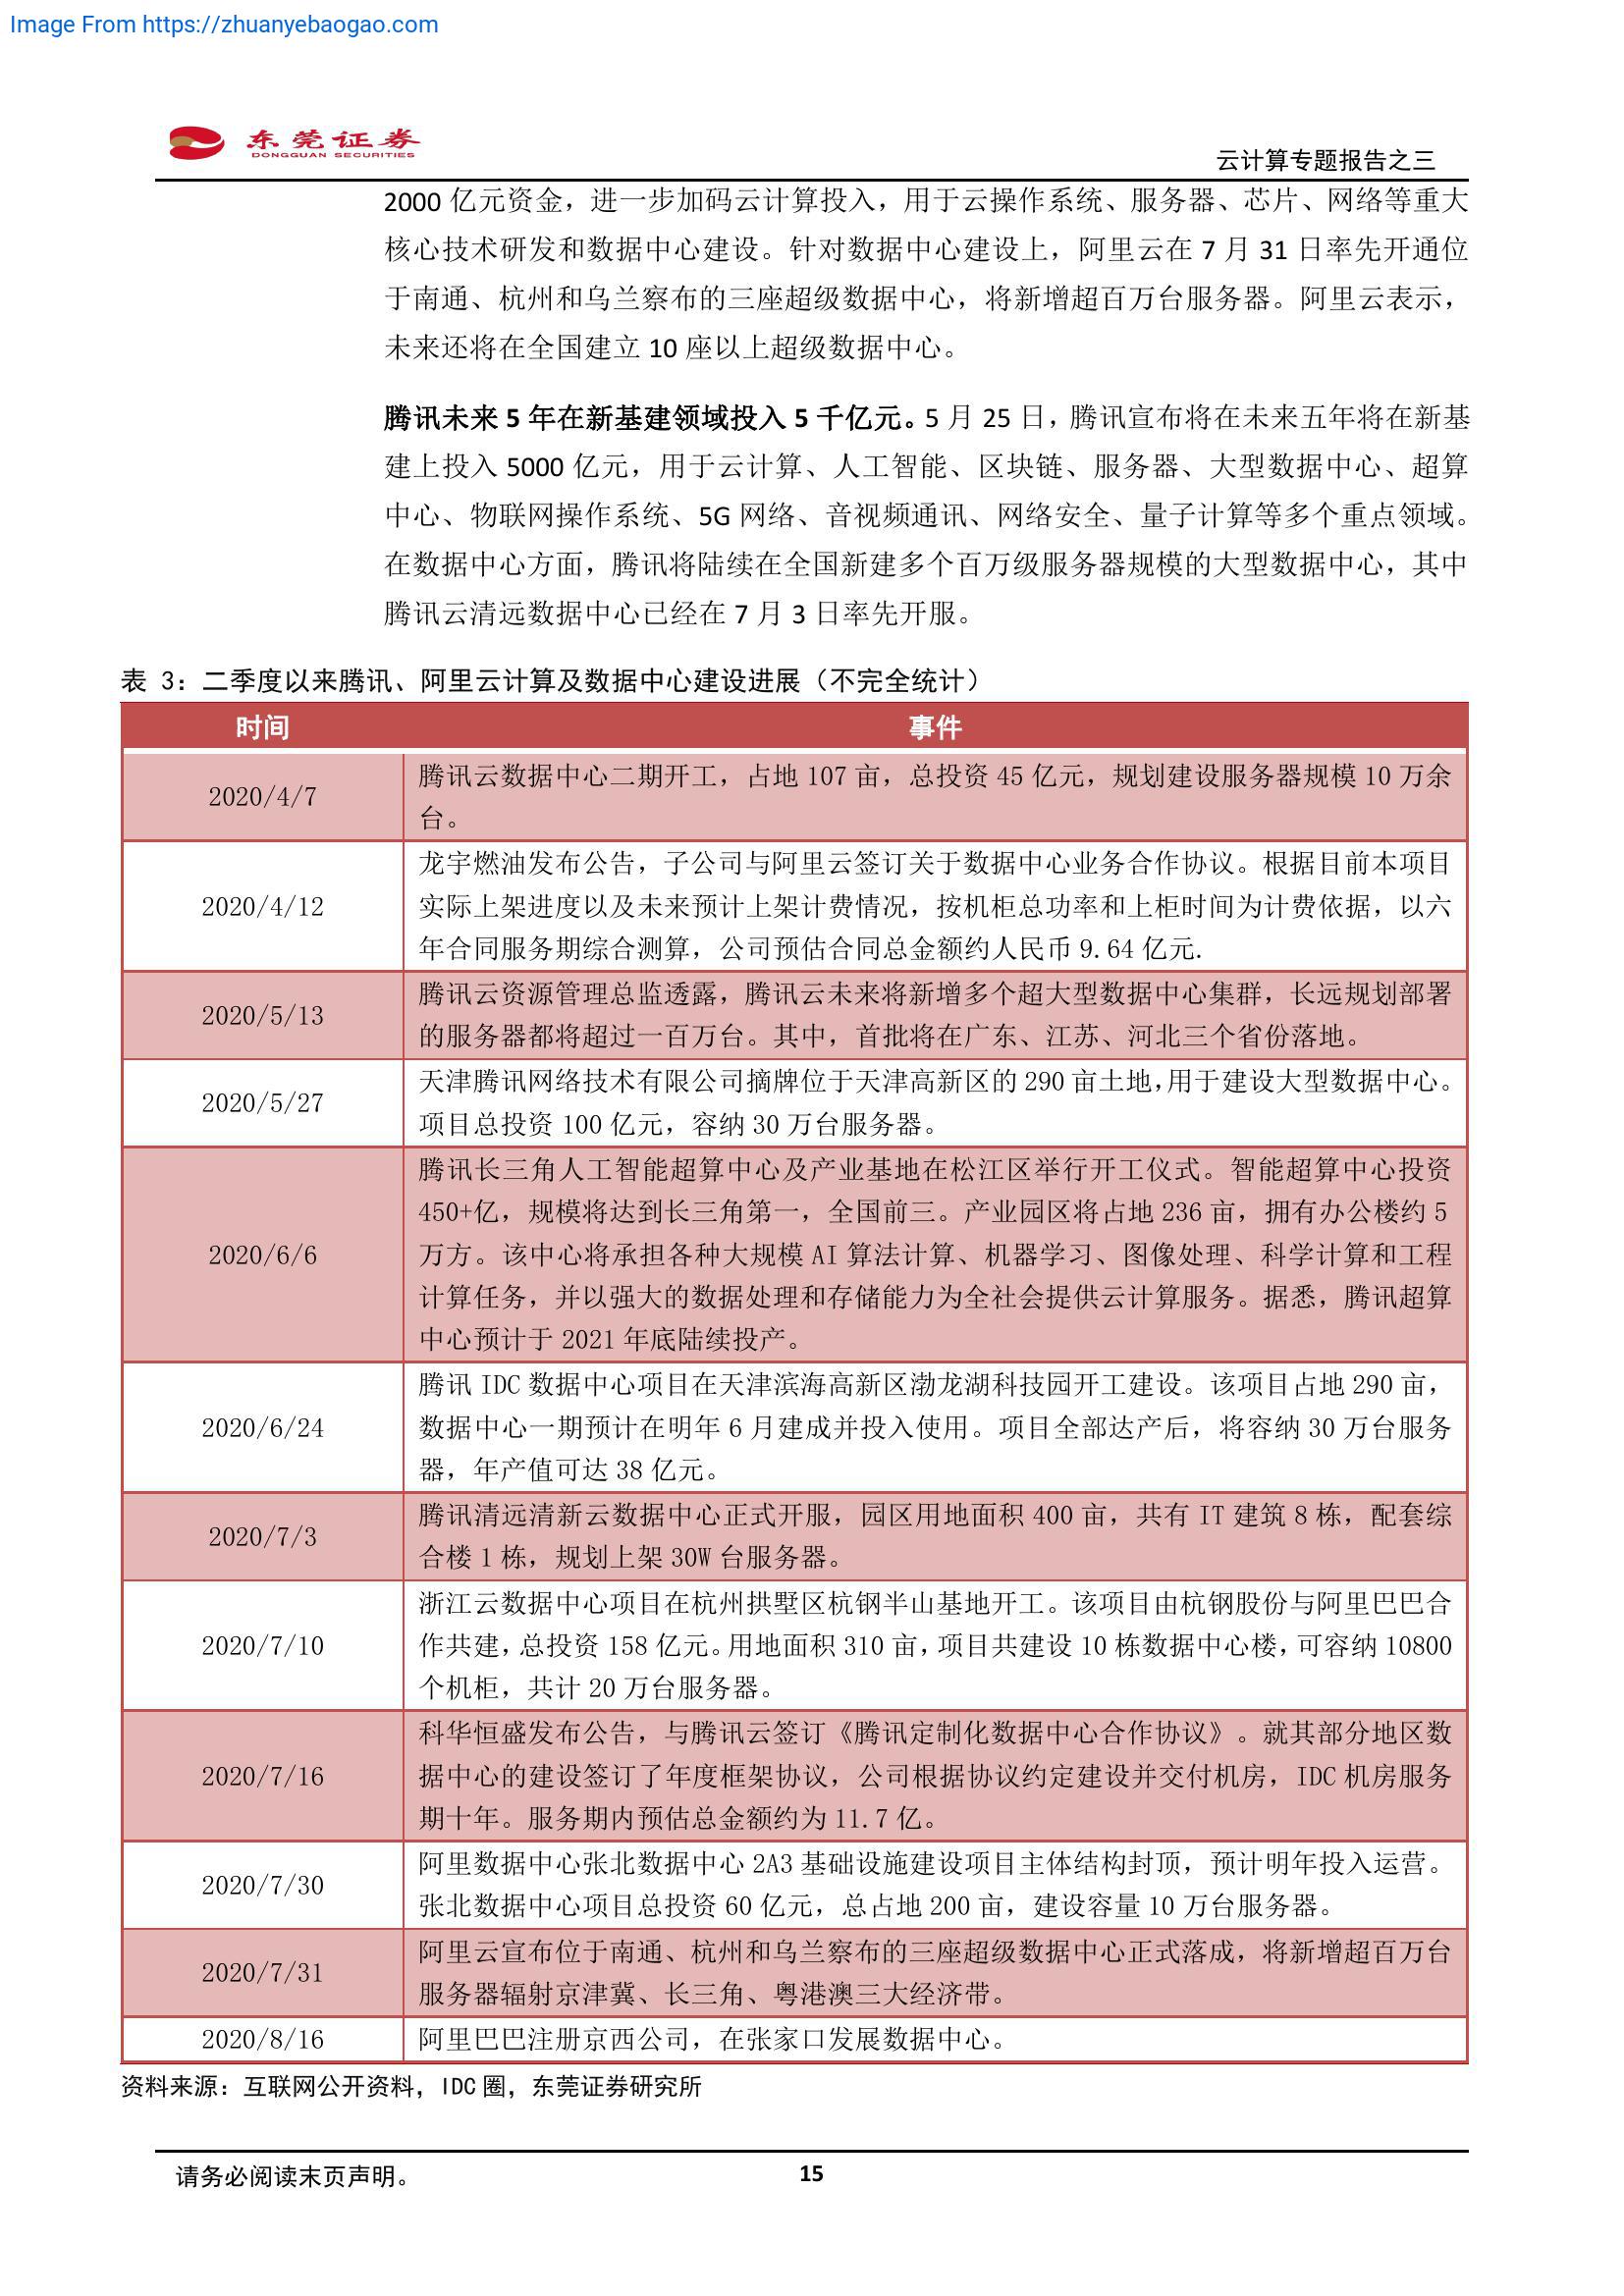 Image From https://zhuanyebaogao.com
东莞证券
DONGGUAN SECURITIES
云计算专题报告之三
2000 亿元资金，进一步加码云计算投入，用于云操作系统、服务器、芯片、网络等重大
核心技术研发和数据中心建设。针对数据中心建设上，阿里云在 7 月 31 日率先开通位
于南通、杭州和乌兰察布的三座超级数据中心，将新增超百万台服务器。阿里云表示，
未来还将在全国建立 10 座以上超级数据中心。
腾讯未来 5 年在新基建领域投入 5 千亿元。5 月 25 日，腾讯宣布将在未来五年将在新基
建上投入 5000 亿元，用于云计算、人工智能、区块链、服务器、大型数据中心、超算
中心、物联网操作系统、5G 网络、音视频通讯、网络安全、量子计算等多个重点领域。
在数据中心方面，腾讯将陆续在全国新建多个百万级服务器规模的大型数据中心，其中
腾讯云清远数据中心已经在 7 月 3 日率先开服。
表 3：二季度以来腾讯、阿里云计算及数据中心建设进展（不完全统计）
时间 事件
2020/4/7 腾讯云数据中心二期开工，占地 107 亩，总投资 45 亿元，规划建设服务器规模 10 万余
台。
龙宇燃油发布公告，子公司与阿里云签订关于数据中心业务合作协议。根据目前本项目
2020/4/12 实际上架进度以及未来预计上架计费情况，按机柜总功率和上柜时间为计费依据，以六
年合同服务期综合测算，公司预估合同总金额约人民币 9.64 亿元.
2020/5/13 腾讯云资源管理总监透露，腾讯云未来将新增多个超大型数据中心集群，长远规划部署
的服务器都将超过一百万台。其中，首批将在广东、江苏、河北三个省份落地。
2020/5/27 天津腾讯网络技术有限公司摘牌位于天津高新区的 290 亩土地，用于建设大型数据中心。
项目总投资 100 亿元，容纳 30 万台服务器。
腾讯长三角人工智能超算中心及产业基地在松江区举行开工仪式。智能超算中心投资
450+亿，规模将达到长三角第一，全国前三。产业园区将占地 236 亩，拥有办公楼约 5
2020/6/6 万方。该中心将承担各种大规模 AI 算法计算、机器学习、图像处理、科学计算和工程
计算任务，并以强大的数据处理和存储能力为全社会提供云计算服务。据悉，腾讯超算
中心预计于 2021 年底陆续投产。
腾讯 IDC 数据中心项目在天津滨海高新区渤龙湖科技园开工建设。该项目占地 290 亩，
2020/6/24 数据中心一期预计在明年 6 月建成并投入使用。项目全部达产后，将容纳 30 万台服务
器，年产值可达 38 亿元。
2020/7/3 腾讯清远清新云数据中心正式开服，园区用地面积 400 亩，共有 IT 建筑 8 栋，配套综
合楼 1 栋，规划上架 30W 台服务器。
浙江云数据中心项目在杭州拱墅区杭钢半山基地开工。该项目由杭钢股份与阿里巴巴合
2020/7/10 作共建，总投资 158 亿元。用地面积 310 亩，项目共建设 10 栋数据中心楼，可容纳 10800
个机柜，共计 20 万台服务器。
科华恒盛发布公告，与腾讯云签订《腾讯定制化数据中心合作协议》。就其部分地区数
2020/7/16 据中心的建设签订了年度框架协议，公司根据协议约定建设并交付机房，IDC 机房服务
期十年。服务期内预估总金额约为 11.7 亿。
2020/7/30 阿里数据中心张北数据中心 2A3 基础设施建设项目主体结构封顶，预计明年投入运营。
张北数据中心项目总投资 60 亿元，总占地 200 亩，建设容量 10 万台服务器。
2020/7/31 阿里云宣布位于南通、杭州和乌兰察布的三座超级数据中心正式落成，将新增超百万台
服务器辐射京津冀、长三角、粤港澳三大经济带。
2020/8/16 阿里巴巴注册京西公司，在张家口发展数据中心。
资料来源：互联网公开资料，IDC 圈，东莞证券研究所
请务必阅读末页声明。 15